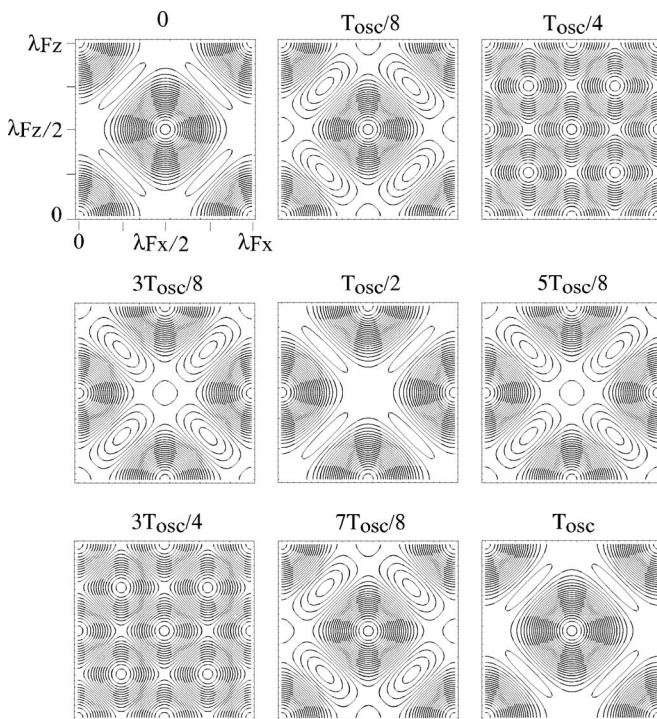 0
Tosc/8
Tosc/4
λFz
λFz/2
0
0
λFx/2
λFx
3Tosc/8
Tosc/2
5Tosc/8
3Tosc/4
7Tosc/8
Tosc